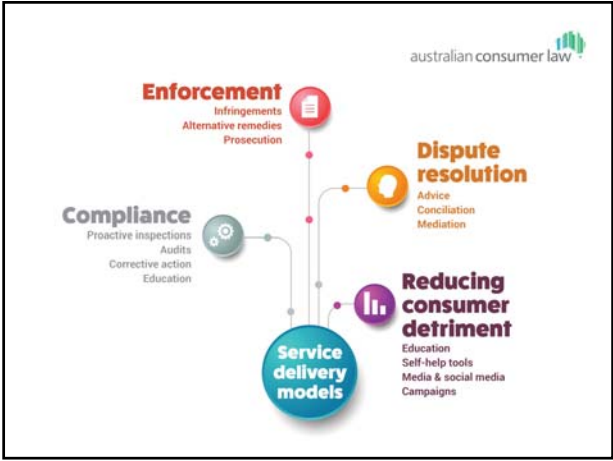 australian consumer law
Enforcement
Infringements
Alternative remedies
Prosecution
Dispute
resolution
Advice
Conciliation
Mediation
Compliance
Proactive inspections
Audits
Corrective action
Education
Reducing
consumer
detriment
Education
Self-help tools
Media & social media
Campaigns
Service
delivery
models